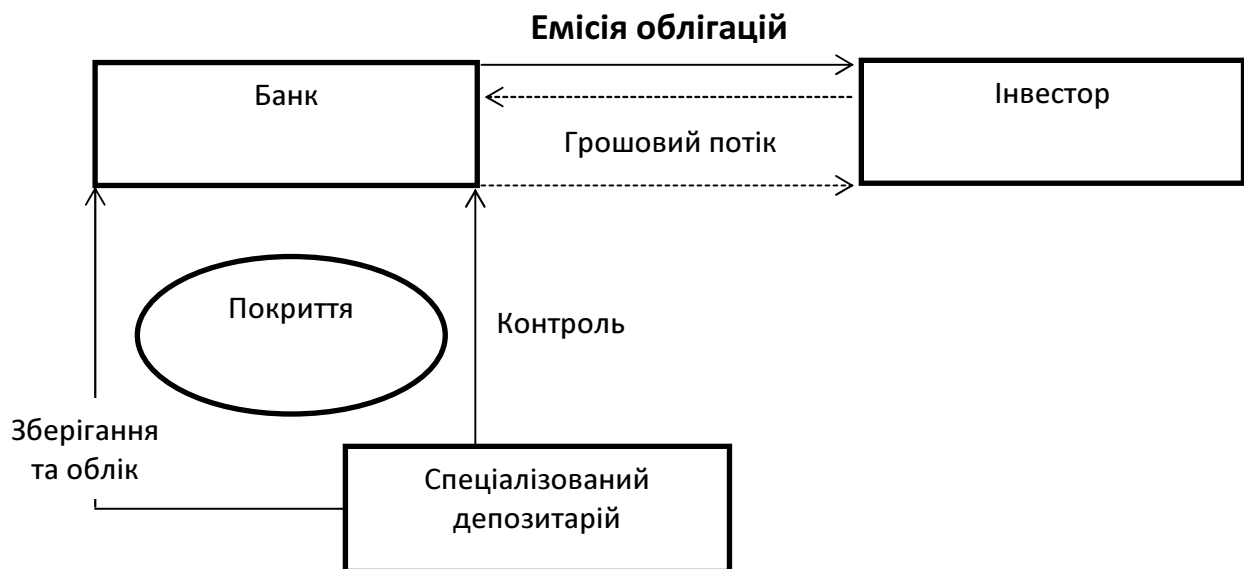 Емісія облігацій
Банк
Інвестор
Грошовий потік
Покриття
Контроль
Зберігання
та облік
Спеціалізований
депозитарій